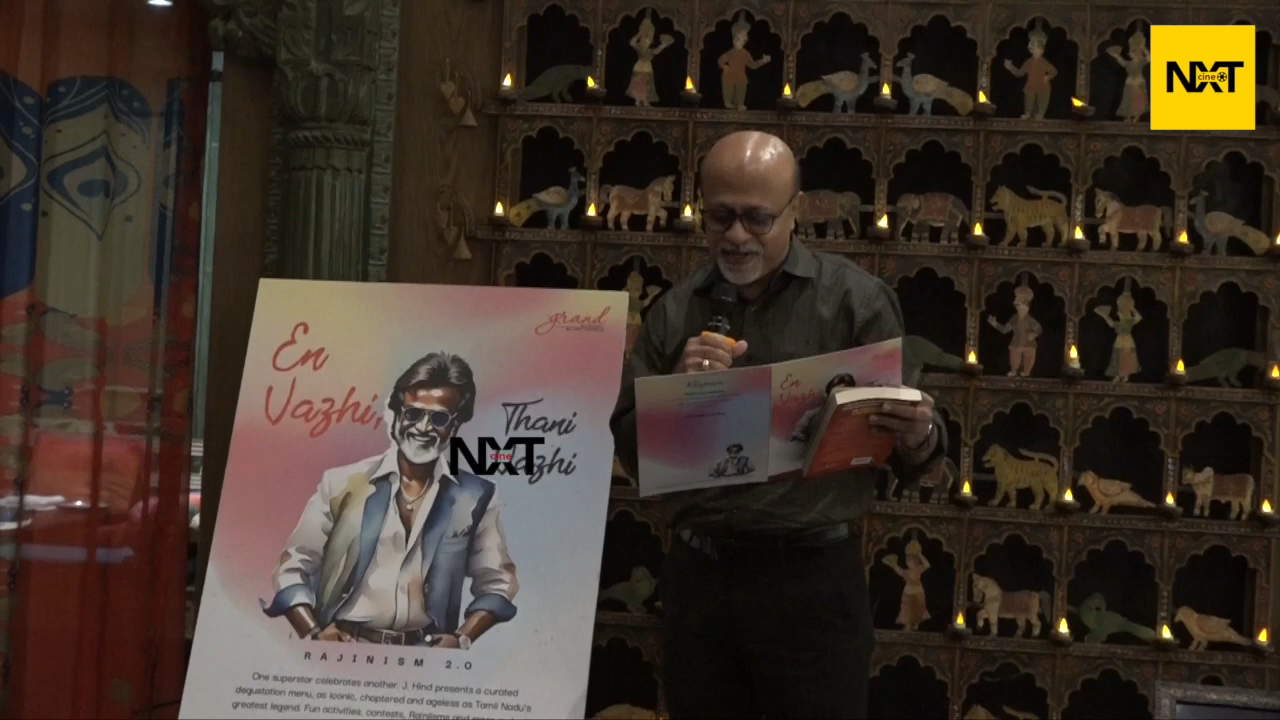 NXT
cine
grand
En
Vazhi,
Thani
NXT
cine
azhi
RAJINISM 2.0
One superstar celebrates another. J. Hind presents a curated
degustation menu, as iconic, chaptered and ageless as Tamil Nadu's
greatest legend. Fun activities, contests, Rajinisms and
En
Vazhi